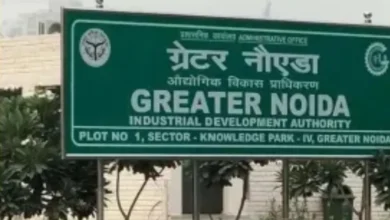 प्रशासनिक कार्यालय ADMINISTRATIVE OFFICE
ग्रेटर नौएडा
औद्योगिक विकास प्राधिकरण
GREATER NOIDA
INDUSTRIAL DEVELOPMENT AUTHORITY
PLOT NO 1, SECTOR - KNOWLEDGE PARK - IV, GREATER NOIDA